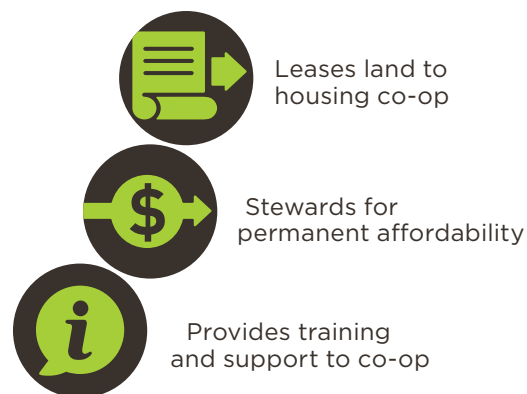 Leases land to
housing co-op
$
Stewards for
permanent affordability
i
Provides training
and support to co-op